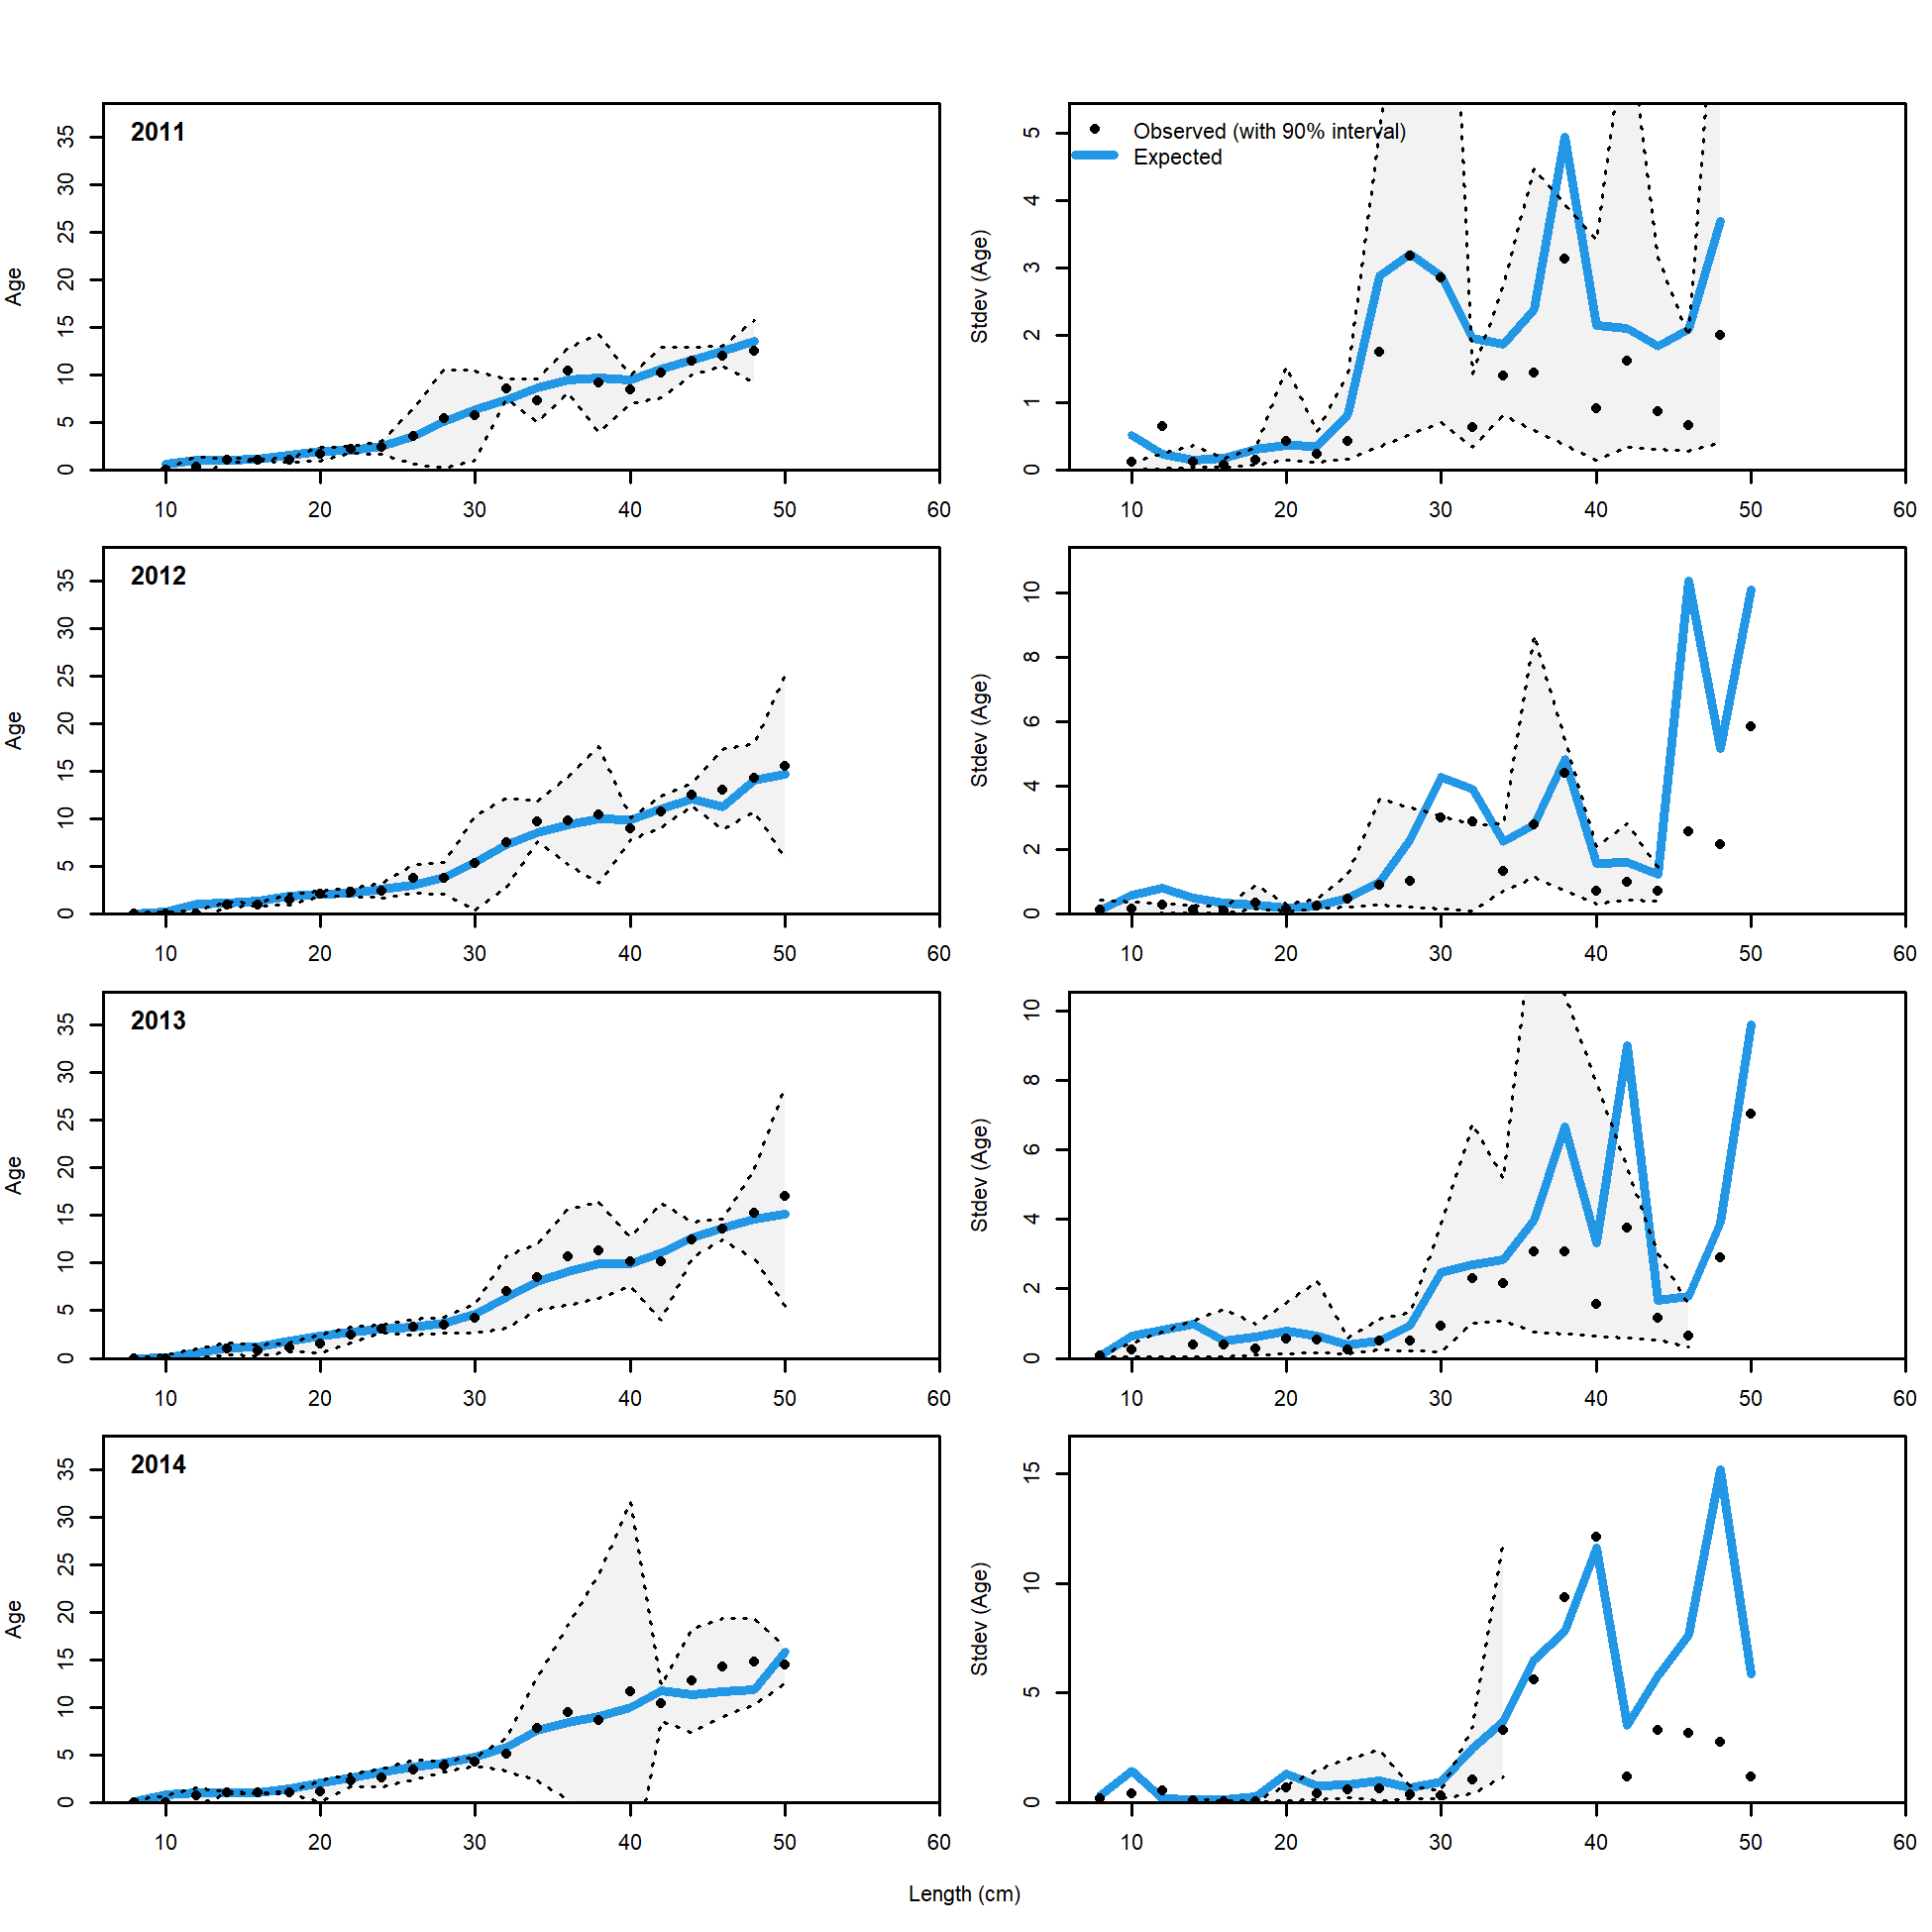 2011
Age
0 5 10 15 20 25 30 35
10 20 30 40 50 60
Observed (with 90% interval)
Expected
Stdev (Age)
0 1 2 3 4 5
10 20 30 40 50 60
2012
Age
0 5 10 15 20 25 30 35
10 20 30 40 50 60
Stdev (Age)
0 2 4 6 8 10
10 20 30 40 50 60
2013
Age
0 5 10 15 20 25 30 35
10 20 30 40 50 60
Stdev (Age)
0 2 4 6 8 10
10 20 30 40 50 60
2014
Age
0 5 10 15 20 25 30 35
10 20 30 40 50 60
Stdev (Age)
0 5 10 15
10 20 30 40 50 60
Length (cm)